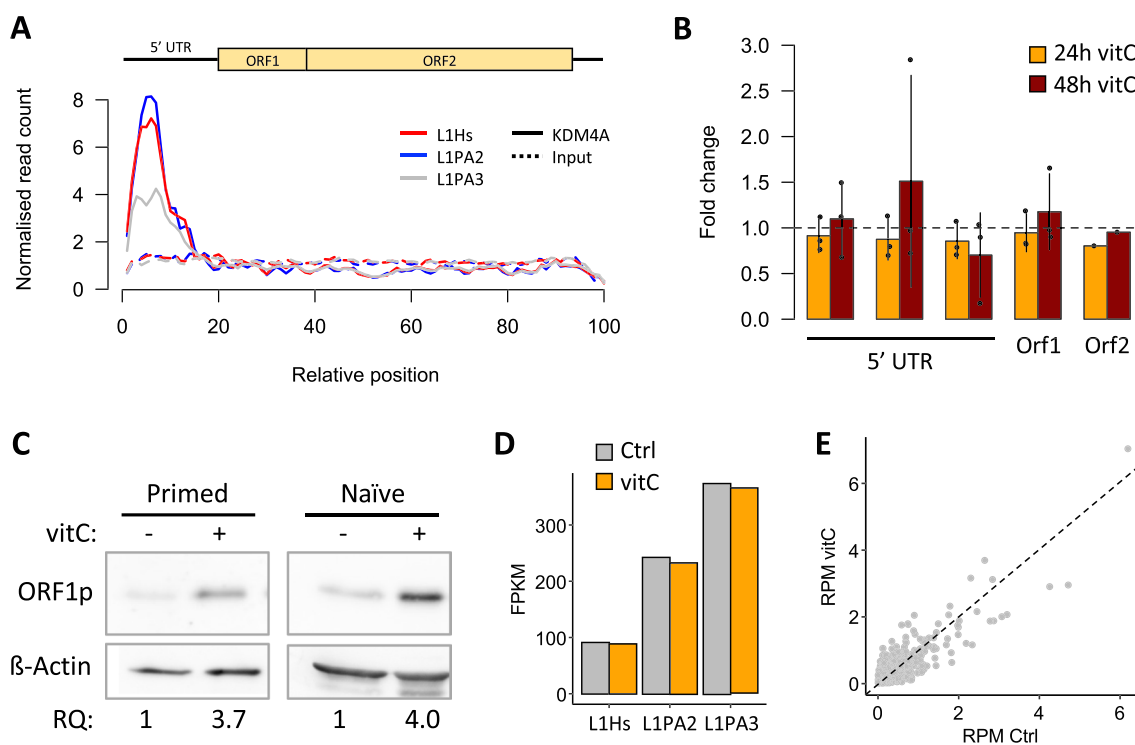 A
5' UTR
ORF1
ORF2
Normalised read count
8
6
4
2
0
L1Hs
L1PA2
L1PA3
KDM4A
Input
0
20
40
60
80
100
Relative position
B
Fold change
3.0
2.5
2.0
1.5
1.0
0.5
0.0
24h vitC
48h vitC
5' UTR
Orf1
Orf2
C
Primed
Naïve
vitC:
-
+
-
+
ORF1p
ß-Actin
RQ:
1
3.7
1
4.0
D
Ctrl
vitC
FPKM
300
200
100
0
L1Hs
L1PA2
L1PA3
E
RPM vitC
6
4
2
0
0
2
4
6
RPM Ctrl